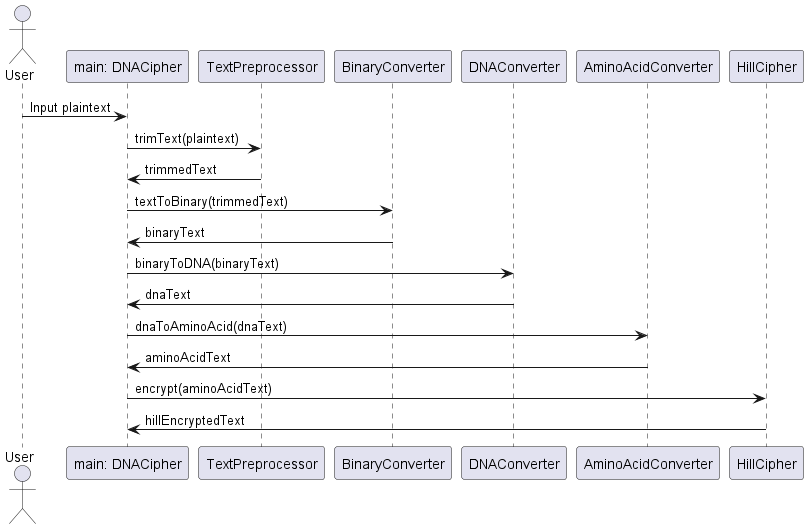 User
main: DNACipher
TextPreprocessor
BinaryConverter
DNAConverter
AminoAcidConverter
HillCipher
Input plaintext
trimText(plaintext)
trimmedText
textToBinary(trimmedText)
binaryText
binaryToDNA(binaryText)
dnaText
dnaToAminoAcid(dnaText)
aminoAcidText
encrypt(aminoAcidText)
hillEncryptedText
User
main: DNACipher
TextPreprocessor
BinaryConverter
DNAConverter
AminoAcidConverter
HillCipher